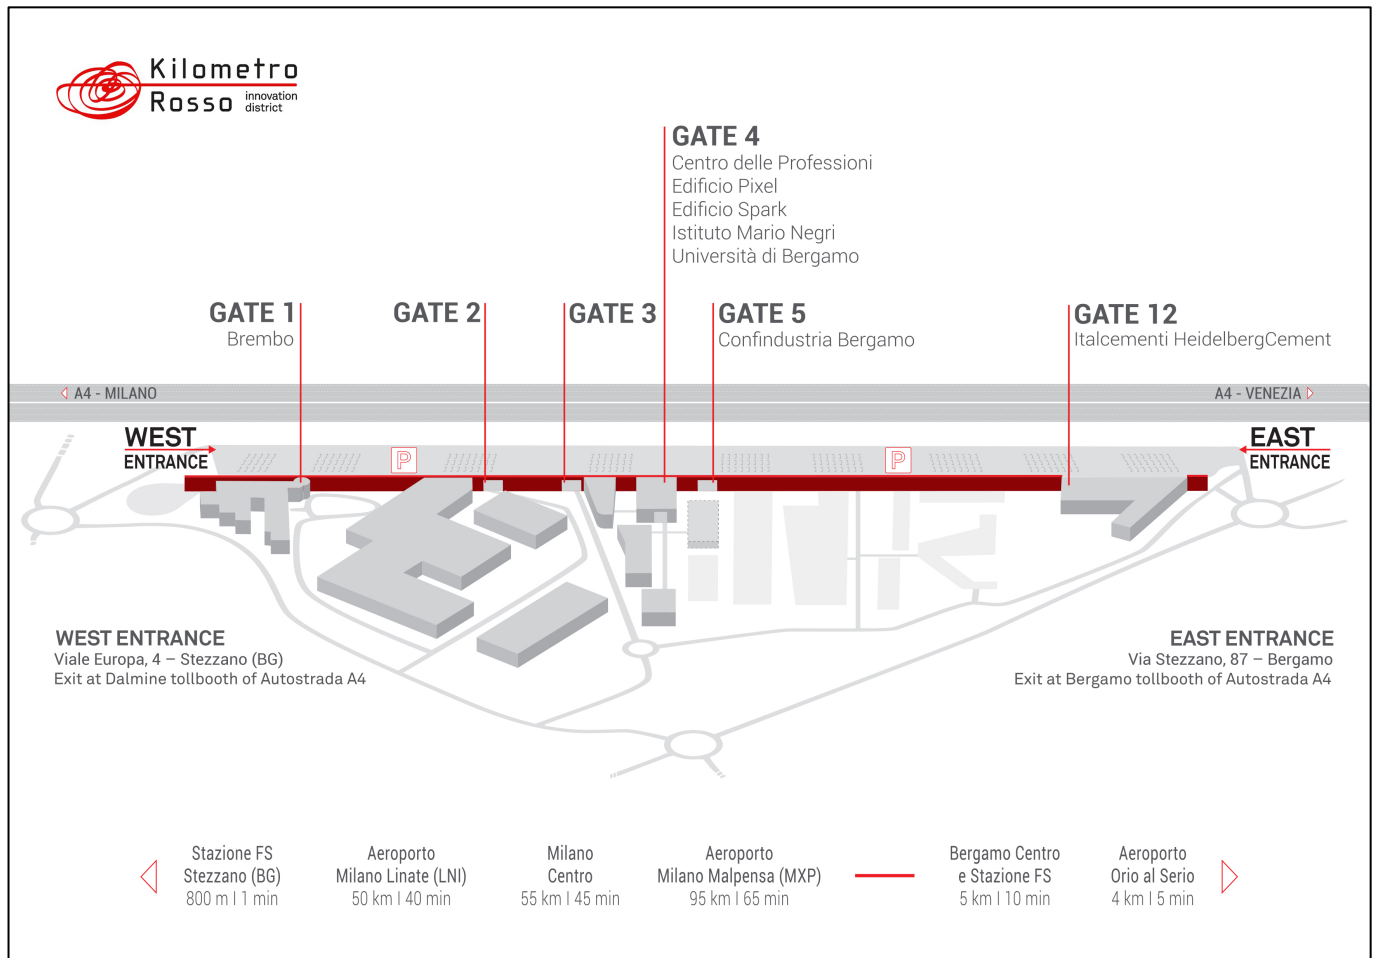 Kilometro
Rosso innovation
district
GATE 4
Centro delle Professioni
Edificio Pixel
Edificio Spark
Istituto Mario Negri
Università di Bergamo
GATE 1
Brembo
GATE 2
GATE 3
GATE 5
Confindustria Bergamo
GATE 12
Italcementi HeidelbergCement
A4 - MILANO
A4 - VENEZIA
WEST
ENTRANCE
P
P
EAST
ENTRANCE
WEST ENTRANCE
Viale Europa, 4 – Stezzano (BG)
Exit at Dalmine tollbooth of Autostrada A4
EAST ENTRANCE
Via Stezzano, 87 – Bergamo
Exit at Bergamo tollbooth of Autostrada A4
Stazione FS
Stezzano (BG)
800 m I 1 min
Aeroporto
Milano Linate (LNI)
50 km I 40 min
Milano
Centro
55 km I 45 min
Aeroporto
Milano Malpensa (MXP)
95 km I 65 min
Bergamo Centro
e Stazione FS
5 km I 10 min
Aeroporto
Orio al Serio
4 km I 5 min